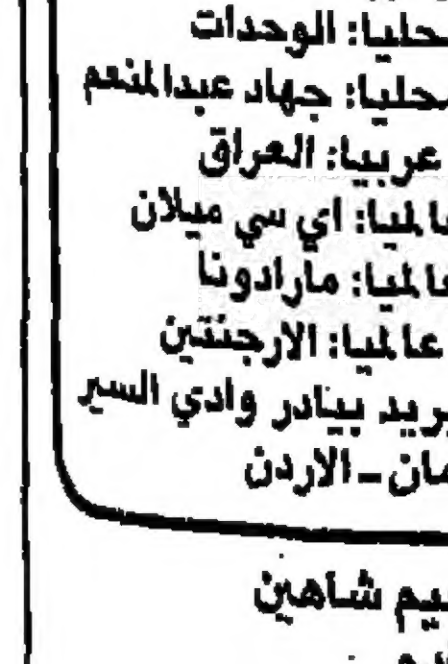 محليا: الوحدات
محليا: جهاد عبدالمنعم
عربيا: العراق
عالميا: اي سي ميلان
عالميا: مارادونا
عالميا: الارجنتين
بريد بيادر وادي السير
عمان ـ الاردن
شاهين